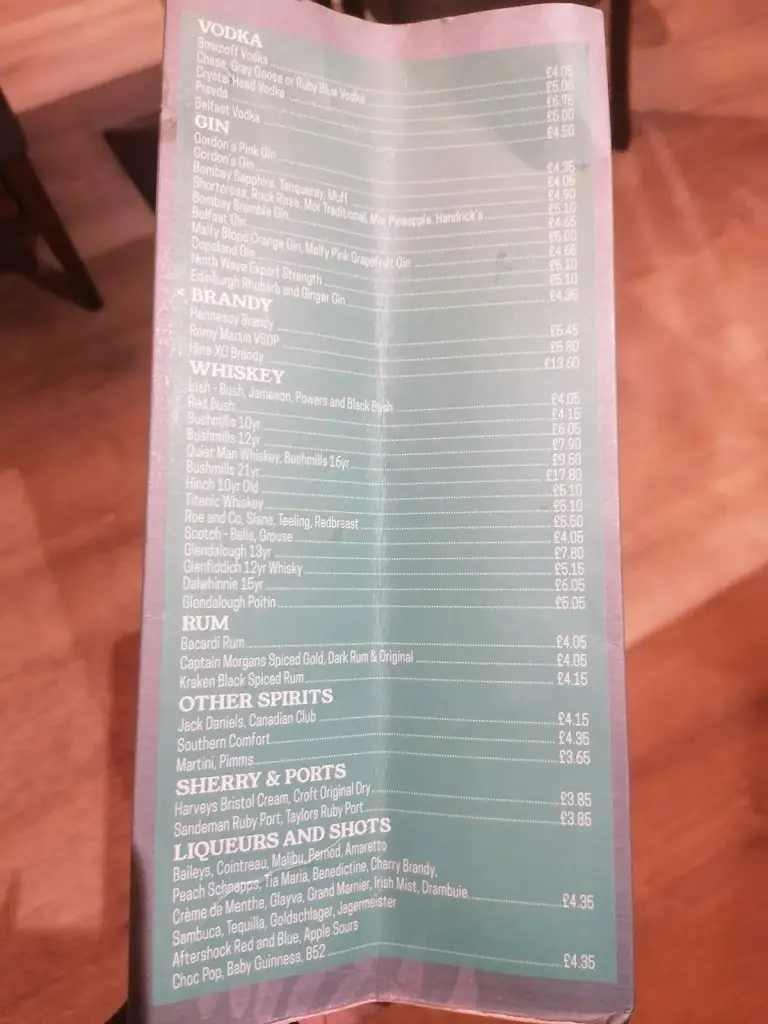 VODKA
Smirnoff Vodka £4.05
Chase, Grey Goose or Ruby Blue Vodka £5.05
Crystal Head Vodka £6.75
Pravda £5.00
Belfast Vodka £4.50
GIN
Gordon's Pink Gin £4.35
Gordon's Gin £4.05
Bombay Sapphire, Tanqueray, Muff £4.90
Shortcross, Rock Rose, Mor Traditional, Mor Pineapple, Hendrick's £5.10
Bombay Bramble Gin £4.65
Belfast Gin £5.00
Malfy Blood Orange Gin, Malfy Pink Grapefruit Gin £4.66
Copeland Gin £5.10
Ninth Wave Export Strength £5.10
Edinburgh Rhubarb and Ginger Gin £4.35
BRANDY
Hennessy Brandy £5.45
Remy Martin VSOP £6.80
Hine XO Brandy £13.60
WHISKEY
Irish - Bush, Jameson, Powers and Black Bush £4.05
Red Bush £4.15
Bushmills 10yr £6.05
Bushmills 12yr £7.90
Quiet Man Whiskey, Bushmills 16yr £9.50
Bushmills 21yr £17.80
Hinch 10yr Old £5.10
Titanic Whiskey £5.10
Roe and Co, Slane, Teeling, Redbreast £5.50
Scotch - Bells, Grouse £4.05
Glendalough 13yr £7.80
Glenfiddich 12yr Whisky £5.15
Dalwhinnie 15yr £6.05
Glendalough Poitin £5.05
RUM
Bacardi Rum £4.05
Captain Morgans Spiced Gold, Dark Rum & Original £4.05
Kraken Black Spiced Rum £4.15
OTHER SPIRITS
Jack Daniels, Canadian Club £4.15
Southern Comfort £4.35
Martini, Pimms £3.65
SHERRY & PORTS
Harveys Bristol Cream, Croft Original Dry £3.85
Sandeman Ruby Port, Taylors Ruby Port £3.85
LIQUEURS AND SHOTS
Baileys, Cointreau, Malibu, Pernod, Amaretto
Peach Schnapps, Tia Maria, Benedictine, Cherry Brandy,
Crème de Menthe, Glayva, Grand Marnier, Irish Mist, Drambuie, £4.35
Sambuca, Tequilla, Goldschlager, Jagermeister
Aftershock Red and Blue, Apple Sours
Choc Pop, Baby Guinness, B52 £4.35